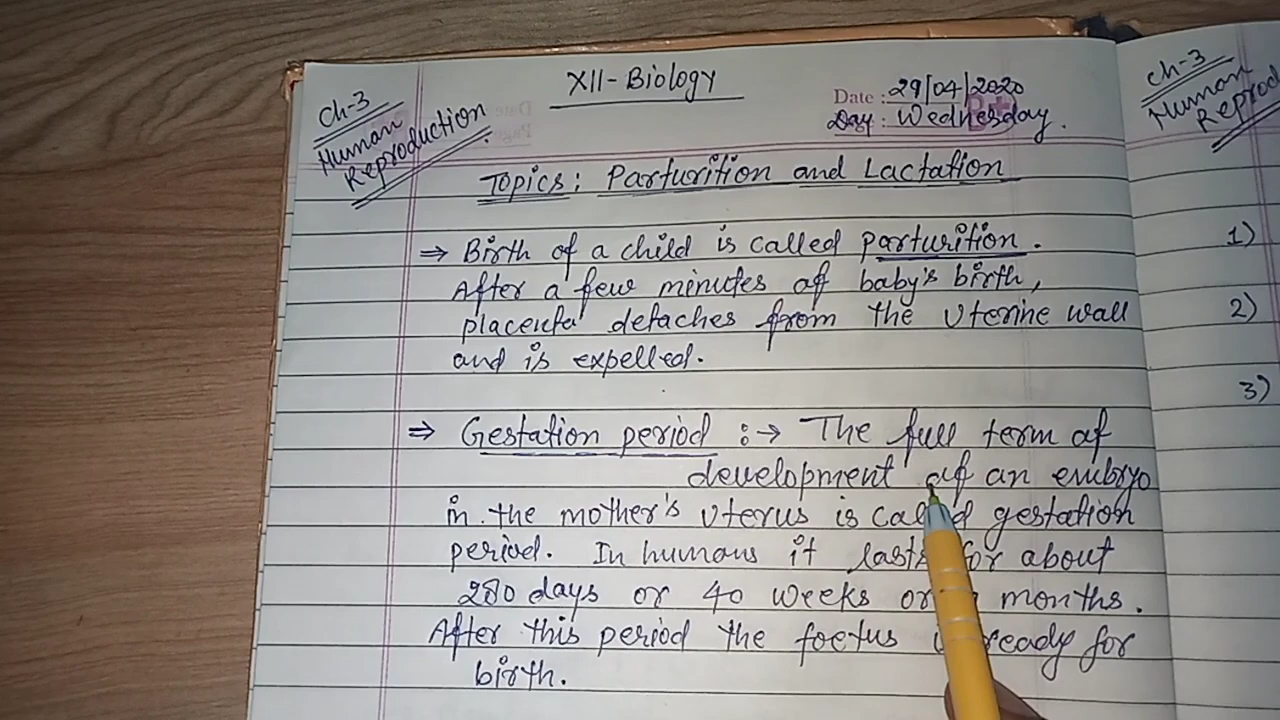 XII-Biology
Ch-3
Human
Reproduction
Date : 29/04/2020
Day : Wednesday.
Topics: Parturition and Lactation
⇒ Birth of a child is called parturition.
After a few minutes of baby's birth,
placenta detaches from the uterine wall
and is expelled.
⇒ Gestation period :→ The full term of
development of an embryo
in the mother's uterus is called gestation
period. In humans it lasts for about
280 days or 40 weeks or months.
After this period the foetus ready for
birth.
Ch-3
Human
1)
2)
3)